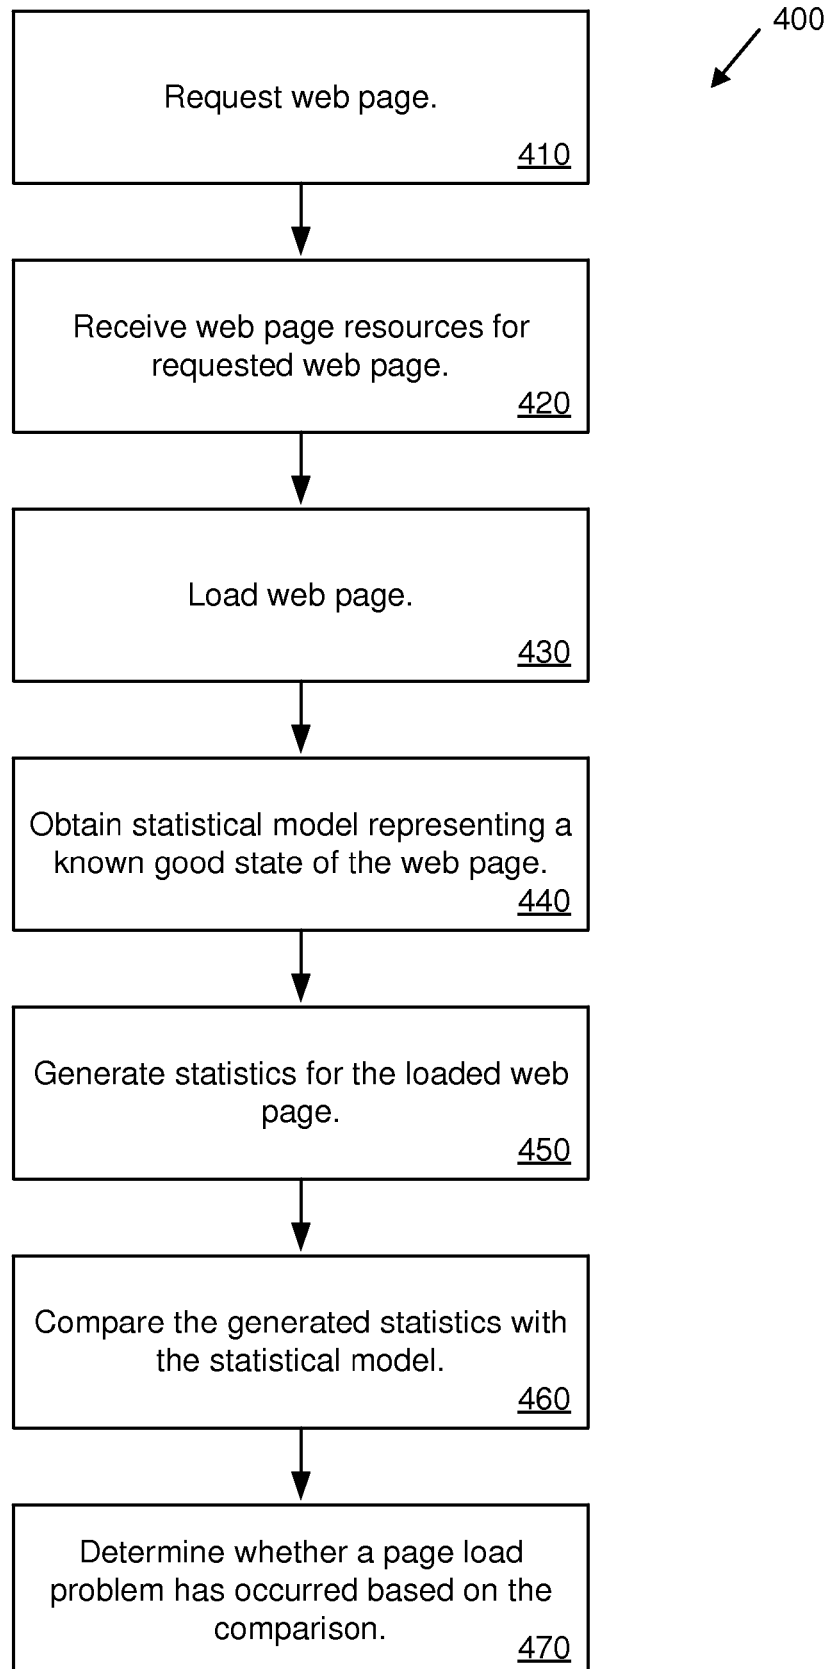 400
Request web page.
410
Receive web page resources for
requested web page.
420
Load web page.
430
Obtain statistical model representing a
known good state of the web page.
440
Generate statistics for the loaded web
page.
450
Compare the generated statistics with
the statistical model.
460
Determine whether a page load
problem has occurred based on the
comparison.
470